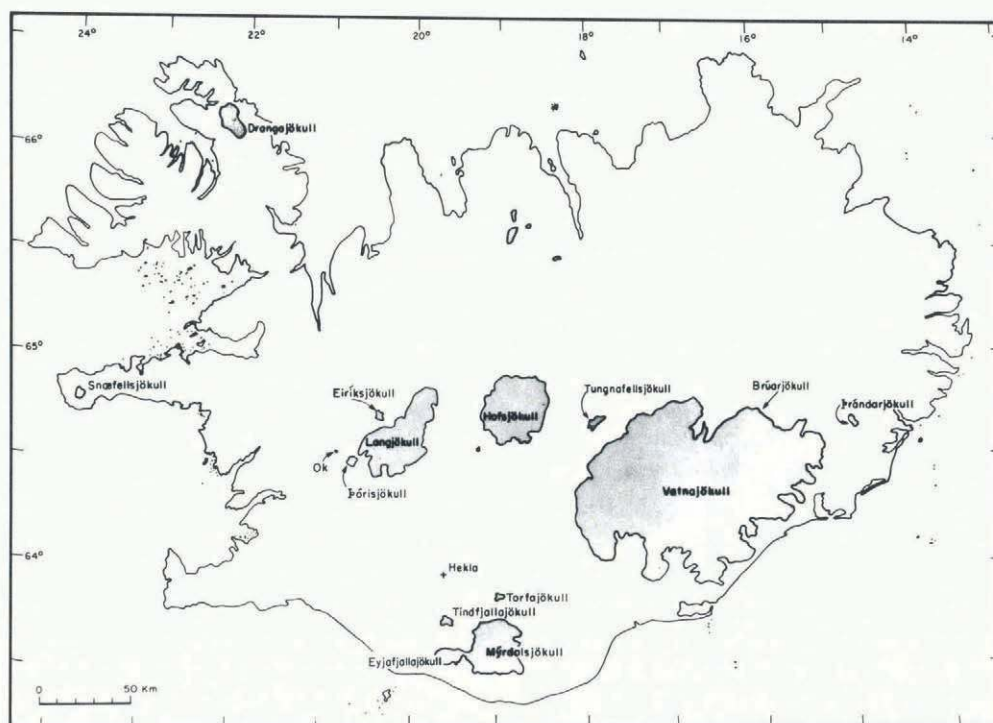 24°
22°
20°
18°
16°
14°
66°
Drangajökull
65°
Snæfellsjökull
Eiríksjökull
Hofsjökull
Tungnafellsjökull
Brúarjökull
Þrándarjökull
Langjökull
Ok
Þórisjökull
Vatnajökull
64°
Hekla
Torfajökull
Tindfjallajökull
Mýrdalsjökull
Eyjafjallajökull
0 50 Km